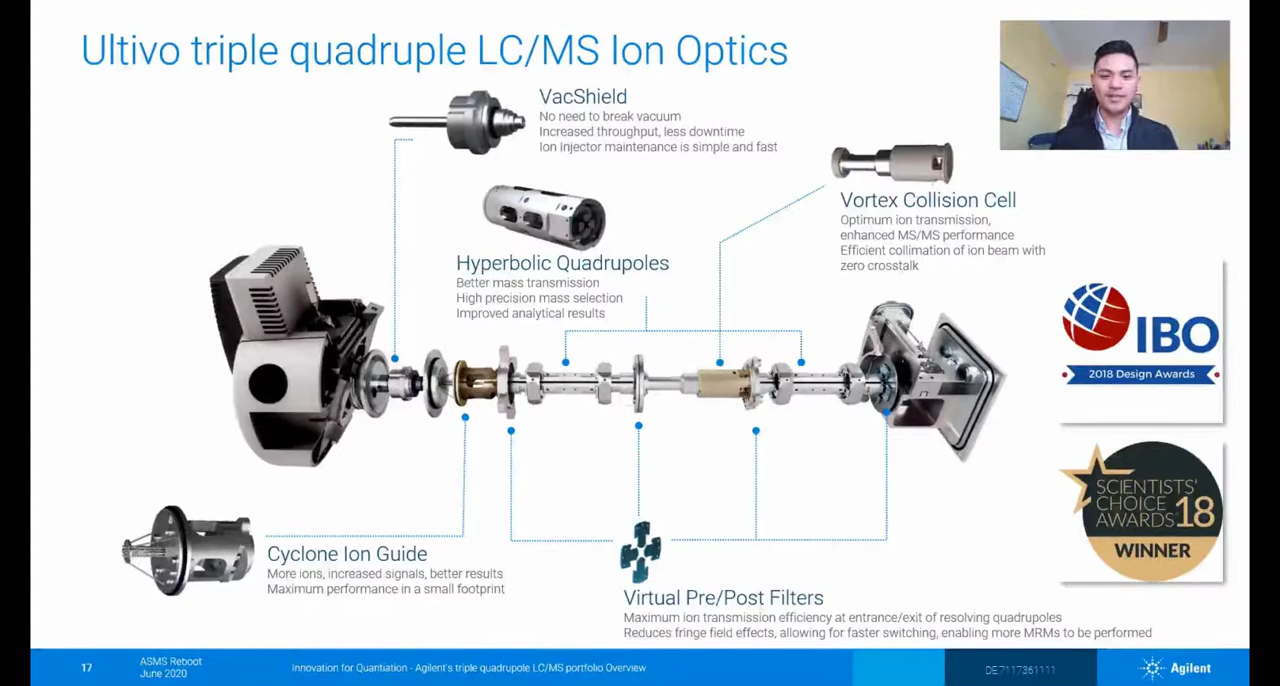 Ultivo triple quadruple LC/MS Ion Optics
VacShield
No need to break vacuum
Increased throughput, less downtime
Ion Injector maintenance is simple and fast
Vortex Collision Cell
Optimum ion transmission,
enhanced MS/MS performance
Efficient collimation of ion beam with
zero crosstalk
Hyperbolic Quadrupoles
Better mass transmission
High precision mass selection
Improved analytical results
IBO
2018 Design Awards
SCIENTISTS'
CHOICE
AWARDS® 18
WINNER
Cyclone Ion Guide
More ions, increased signals, better results
Maximum performance in a small footprint
Virtual Pre/Post Filters
Maximum ion transmission efficiency at entrance/exit of resolving quadrupoles
Reduces fringe field effects, allowing for faster switching, enabling more MRMs to be performed
17
ASMS Reboot
June 2020
Innovation for Quantiation - Agilent's triple quadrupole LC/MS portfolio Overview
DE.7117361111
Agilent